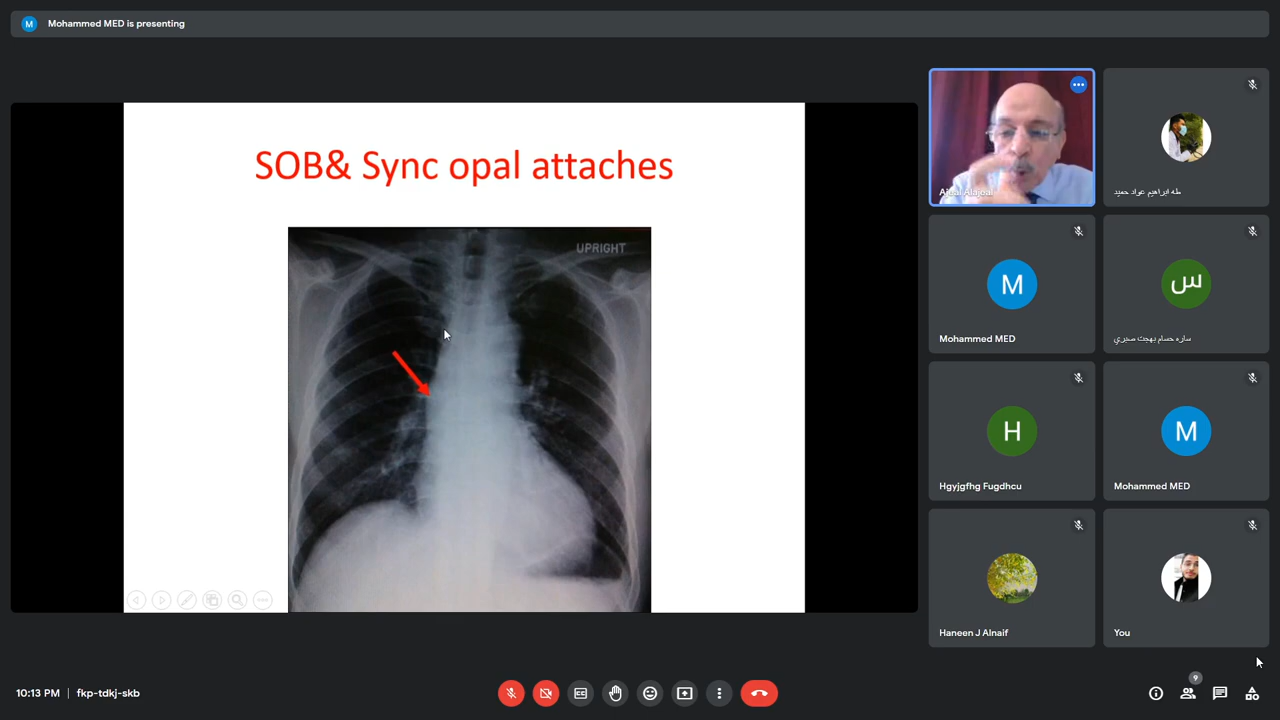 M
Mohammed MED is presenting
SOB& Sync opal attaches
UPRIGHT
طه ابراهيم عواد حميد
M
Mohammed MED
س
ساره حسام بهجت صبري
H
Hgyjgfhg Fugdhcu
M
Mohammed MED
Haneen J Alnaif
You
10:13 PM | fkp-tdkj-skb
9